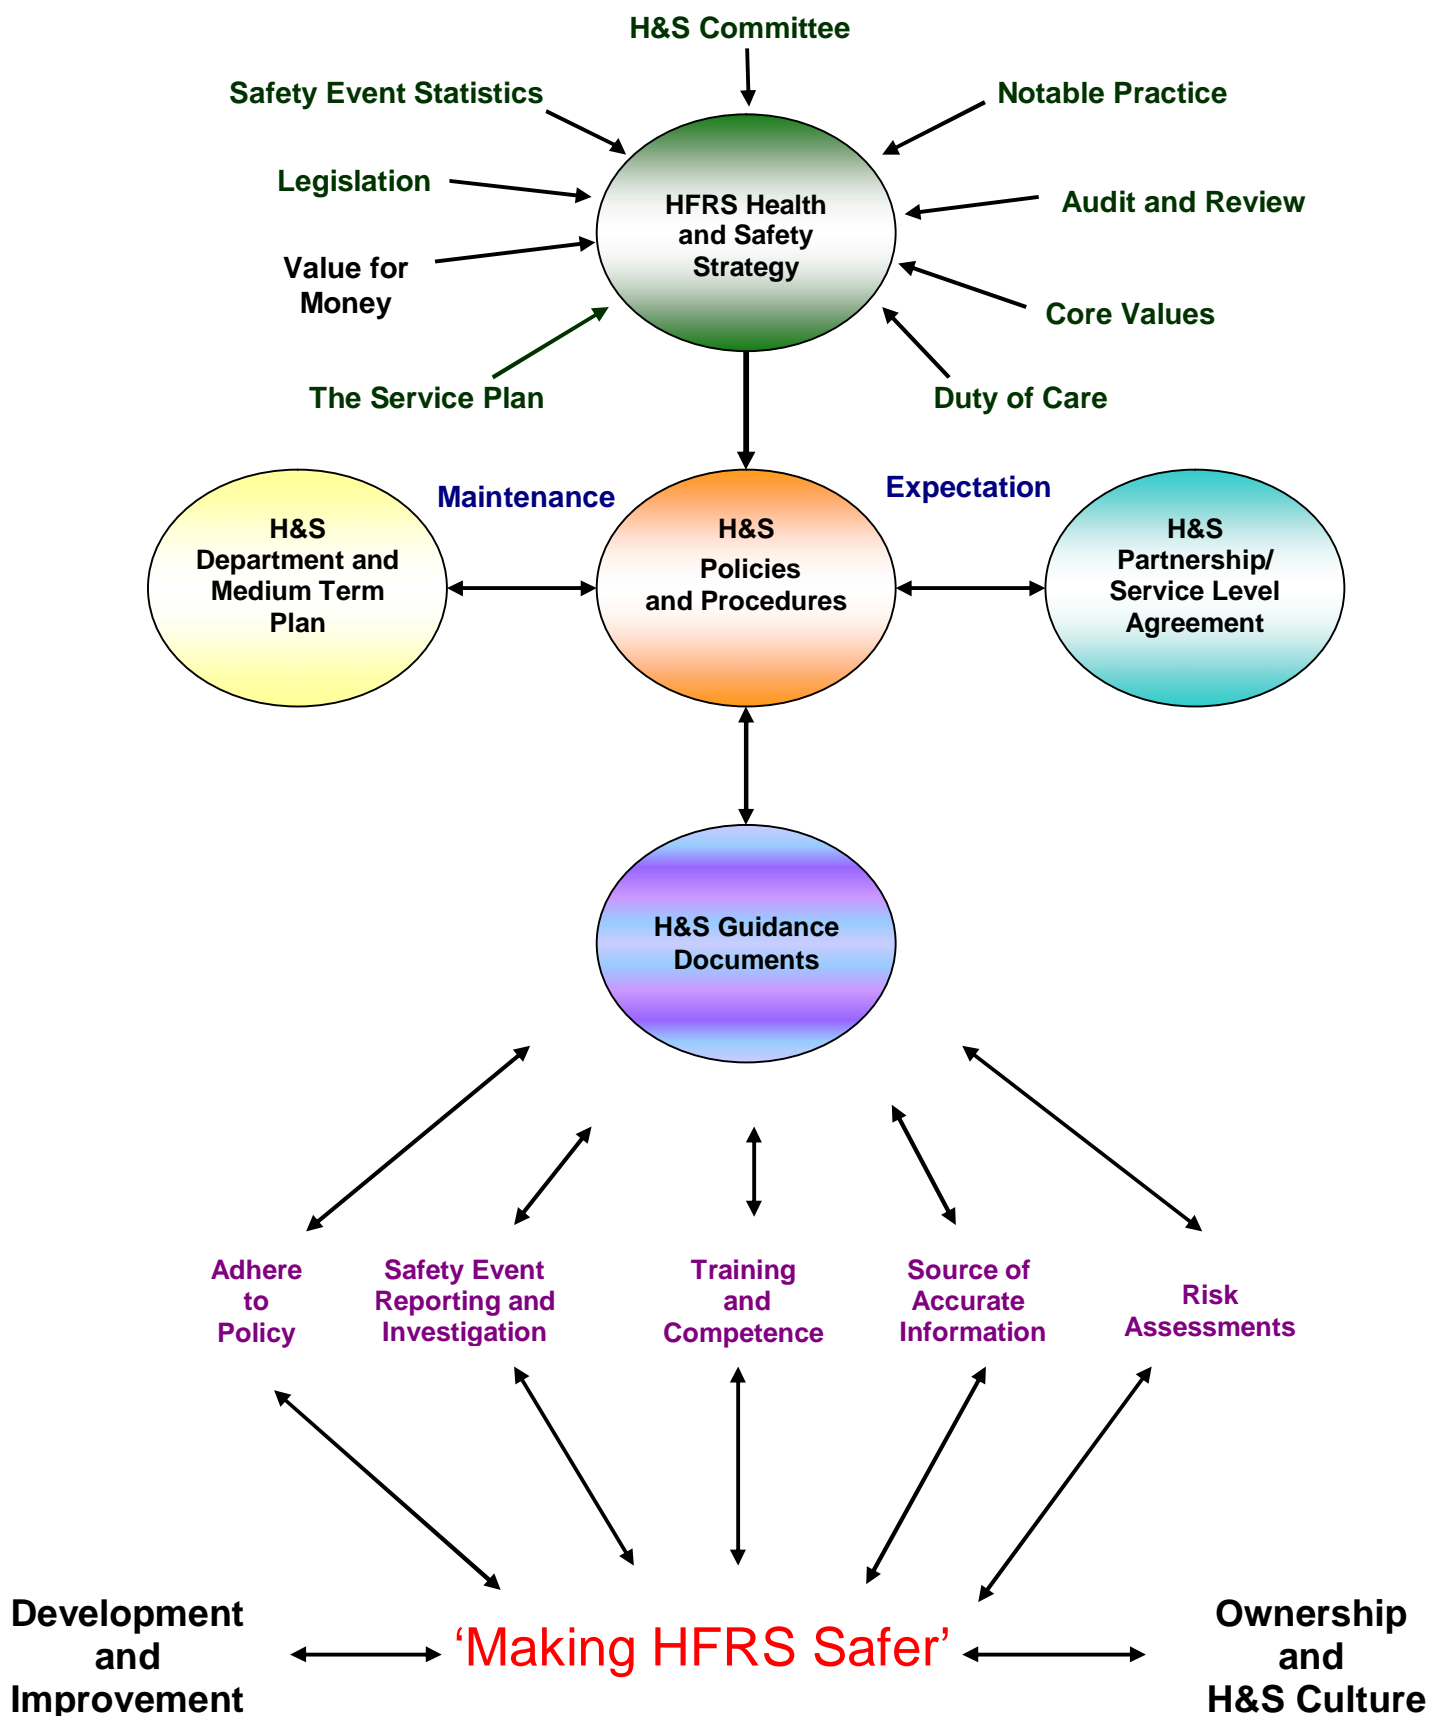 H&S Committee
Safety Event Statistics
Notable Practice
Legislation
Audit and Review
HFRS Health
and Safety
Strategy
Value for
Money
Core Values
The Service Plan
Duty of Care
Maintenance
Expectation
H&S
Department and
Medium Term
Plan
H&S
Policies
and Procedures
H&S
Partnership/
Service Level
Agreement
H&S Guidance
Documents
Adhere
to
Policy
Safety Event
Reporting and
Investigation
Training
and
Competence
Source of
Accurate
Information
Risk
Assessments
Development
and
Improvement
‘Making HFRS Safer’
Ownership
and
H&S Culture